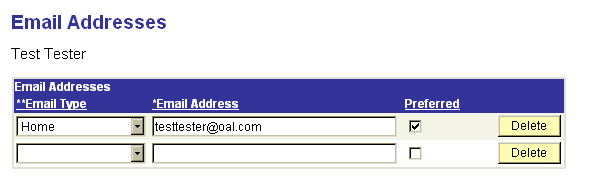 Email Addresses
Test Tester
Email Addresses
**Email Type *Email Address Preferred
Home testtester@oal.com Delete
Delete